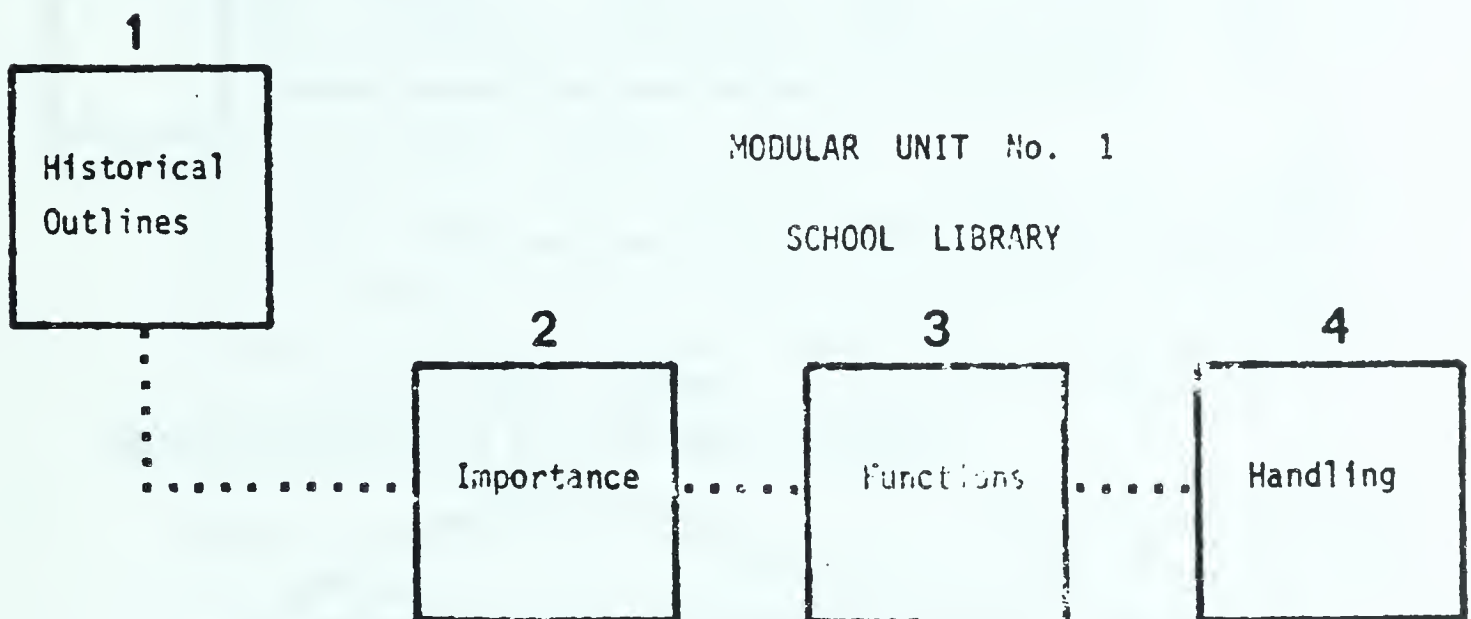 1
Historical
Outlines
MODULAR UNIT No. 1
SCHOOL LIBRARY
2
3
4
Importance
Functions
Handling